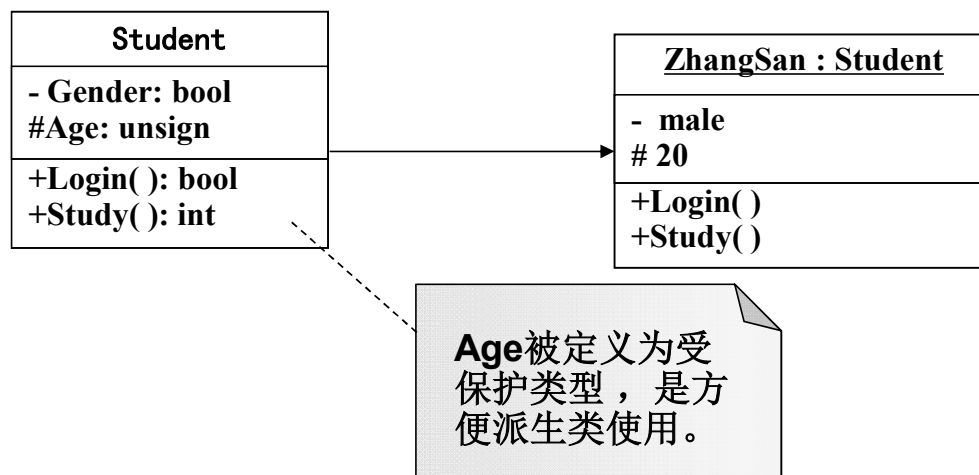 Student
- Gender: bool
#Age: unsign
+Login( ): bool
+Study( ): int
ZhangSan : Student
- male
# 20
+Login( )
+Study( )
Age被定义为受
保护类型 ，是方
便派生类使用。